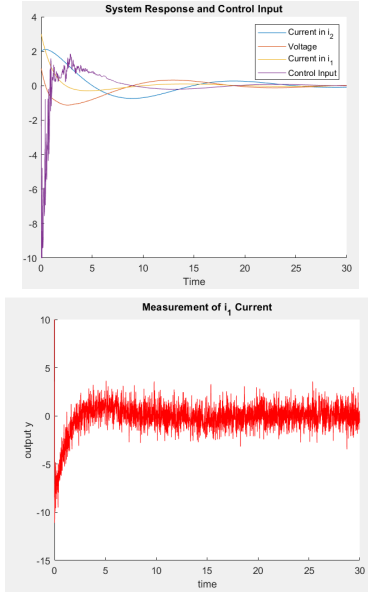 System Response and Control Input
4
2
0
-2
-4
-6
-8
-10
Current in i₂
Voltage
Current in i₁
Control Input
0 5 10 15 20 25 30
Time
Measurement of i₁ Current
10
5
0
-5
-10
-15
output y
0 5 10 15 20 25 30
time